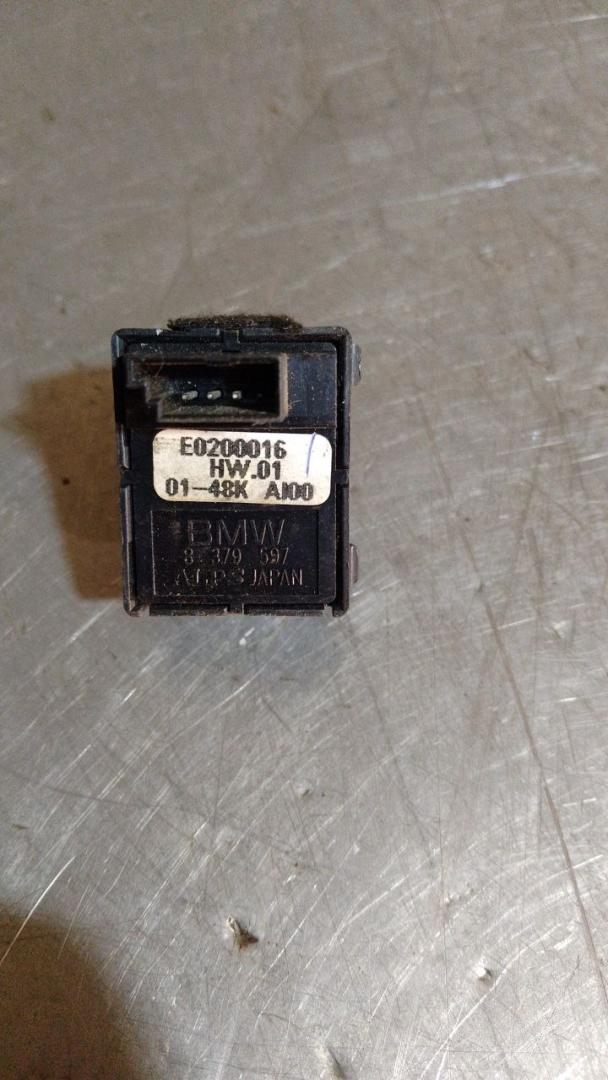 E0200016
HW.01
01-48K AI00
BMW
8 379 597
ALPS JAPAN